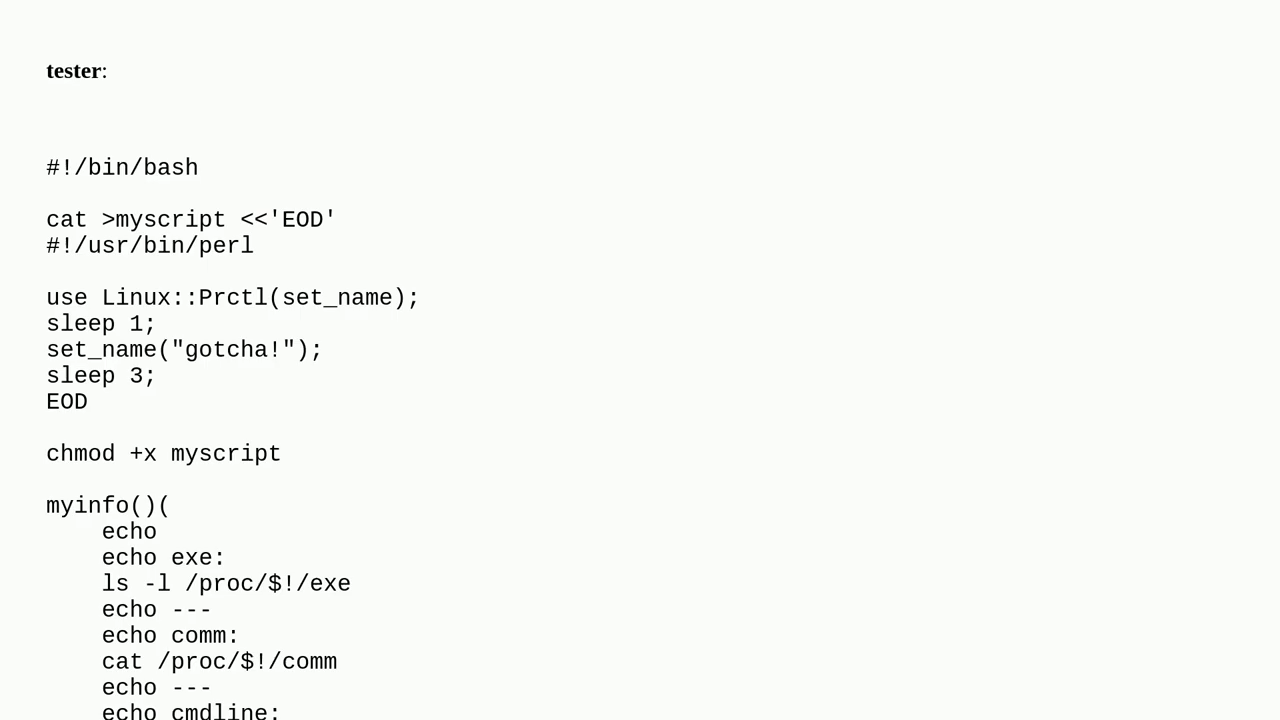 tester:
#!/bin/bash
cat >myscript <<'EOD'
#!/usr/bin/perl
use Linux::Prctl(set_name);
sleep 1;
set_name("gotcha!");
sleep 3;
EOD
chmod +x myscript
myinfo()(
    echo
    echo exe:
    ls -l /proc/$!/exe
    echo ---
    echo comm:
    cat /proc/$!/comm
    echo ---
    echo cmdline: